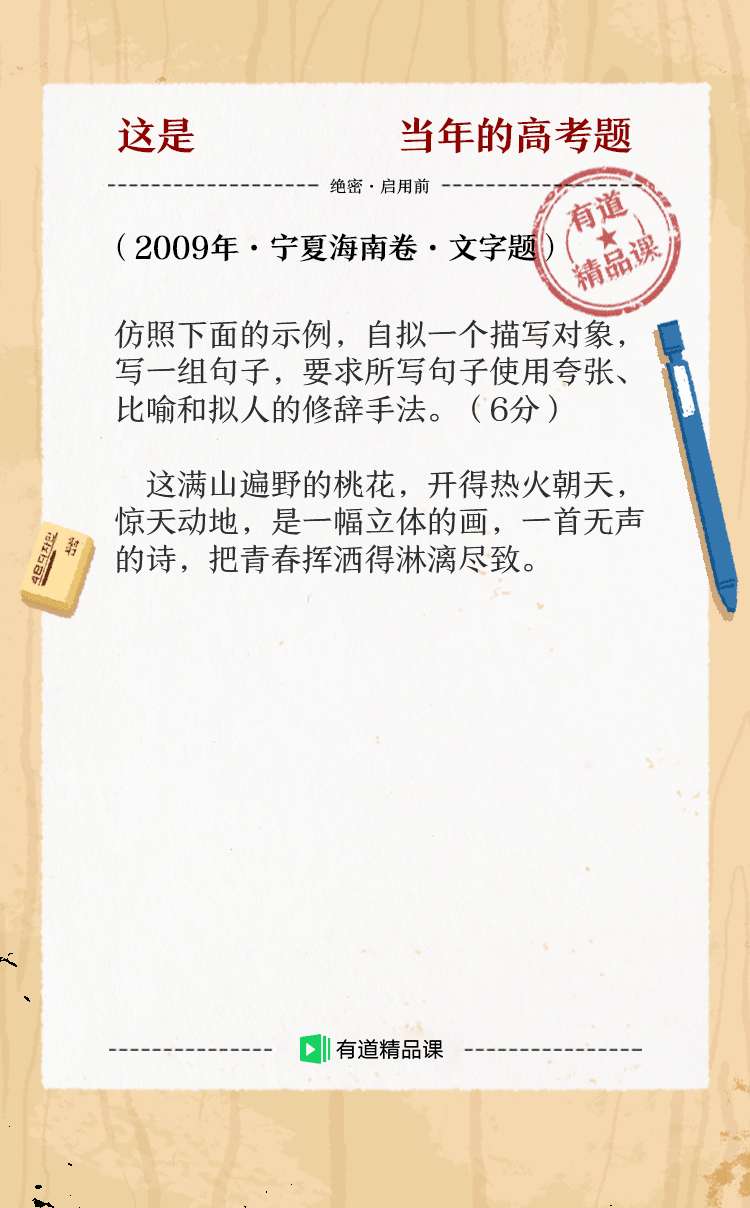 这是 当年的高考题
绝密·启用前
有道
精品课
（2009年·宁夏海南卷·文字题）
仿照下面的示例，自拟一个描写对象，
写一组句子，要求所写句子使用夸张、
比喻和拟人的修辞手法。（6分）
这满山遍野的桃花，开得热火朝天，
惊天动地，是一幅立体的画，一首无声
的诗，把青春挥洒得淋漓尽致。
有道精品课